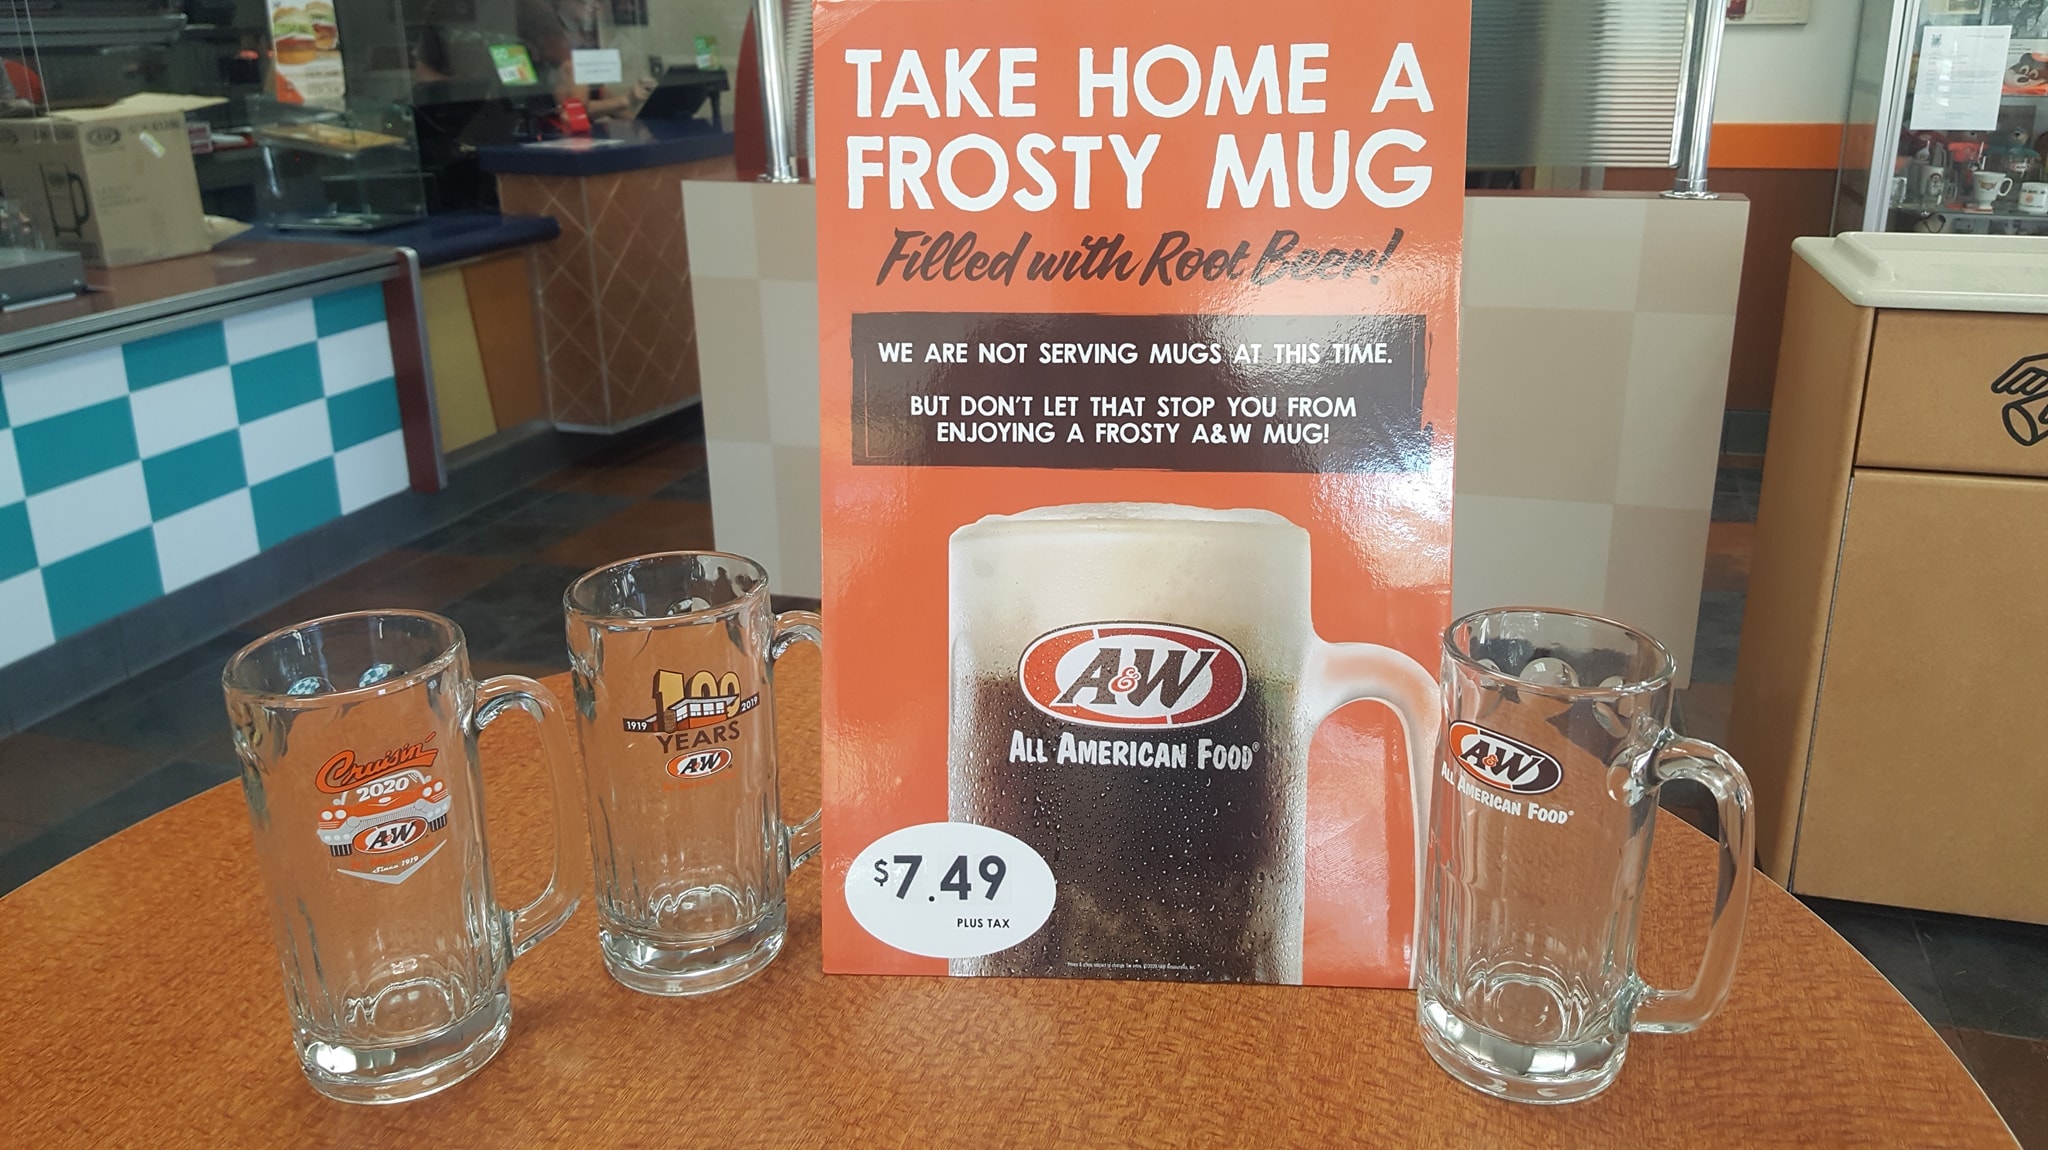 TAKE HOME A
FROSTY MUG
Filled with Root Beer!
WE ARE NOT SERVING MUGS AT THIS TIME.
BUT DON'T LET THAT STOP YOU FROM
ENJOYING A FROSTY A&W MUG!
A&W
ALL AMERICAN FOOD®
$7.49
PLUS TAX
Cruisin'
2020
A&W
Since 1919
100
1919 2019
YEARS
A&W
A&W
ALL AMERICAN FOOD®